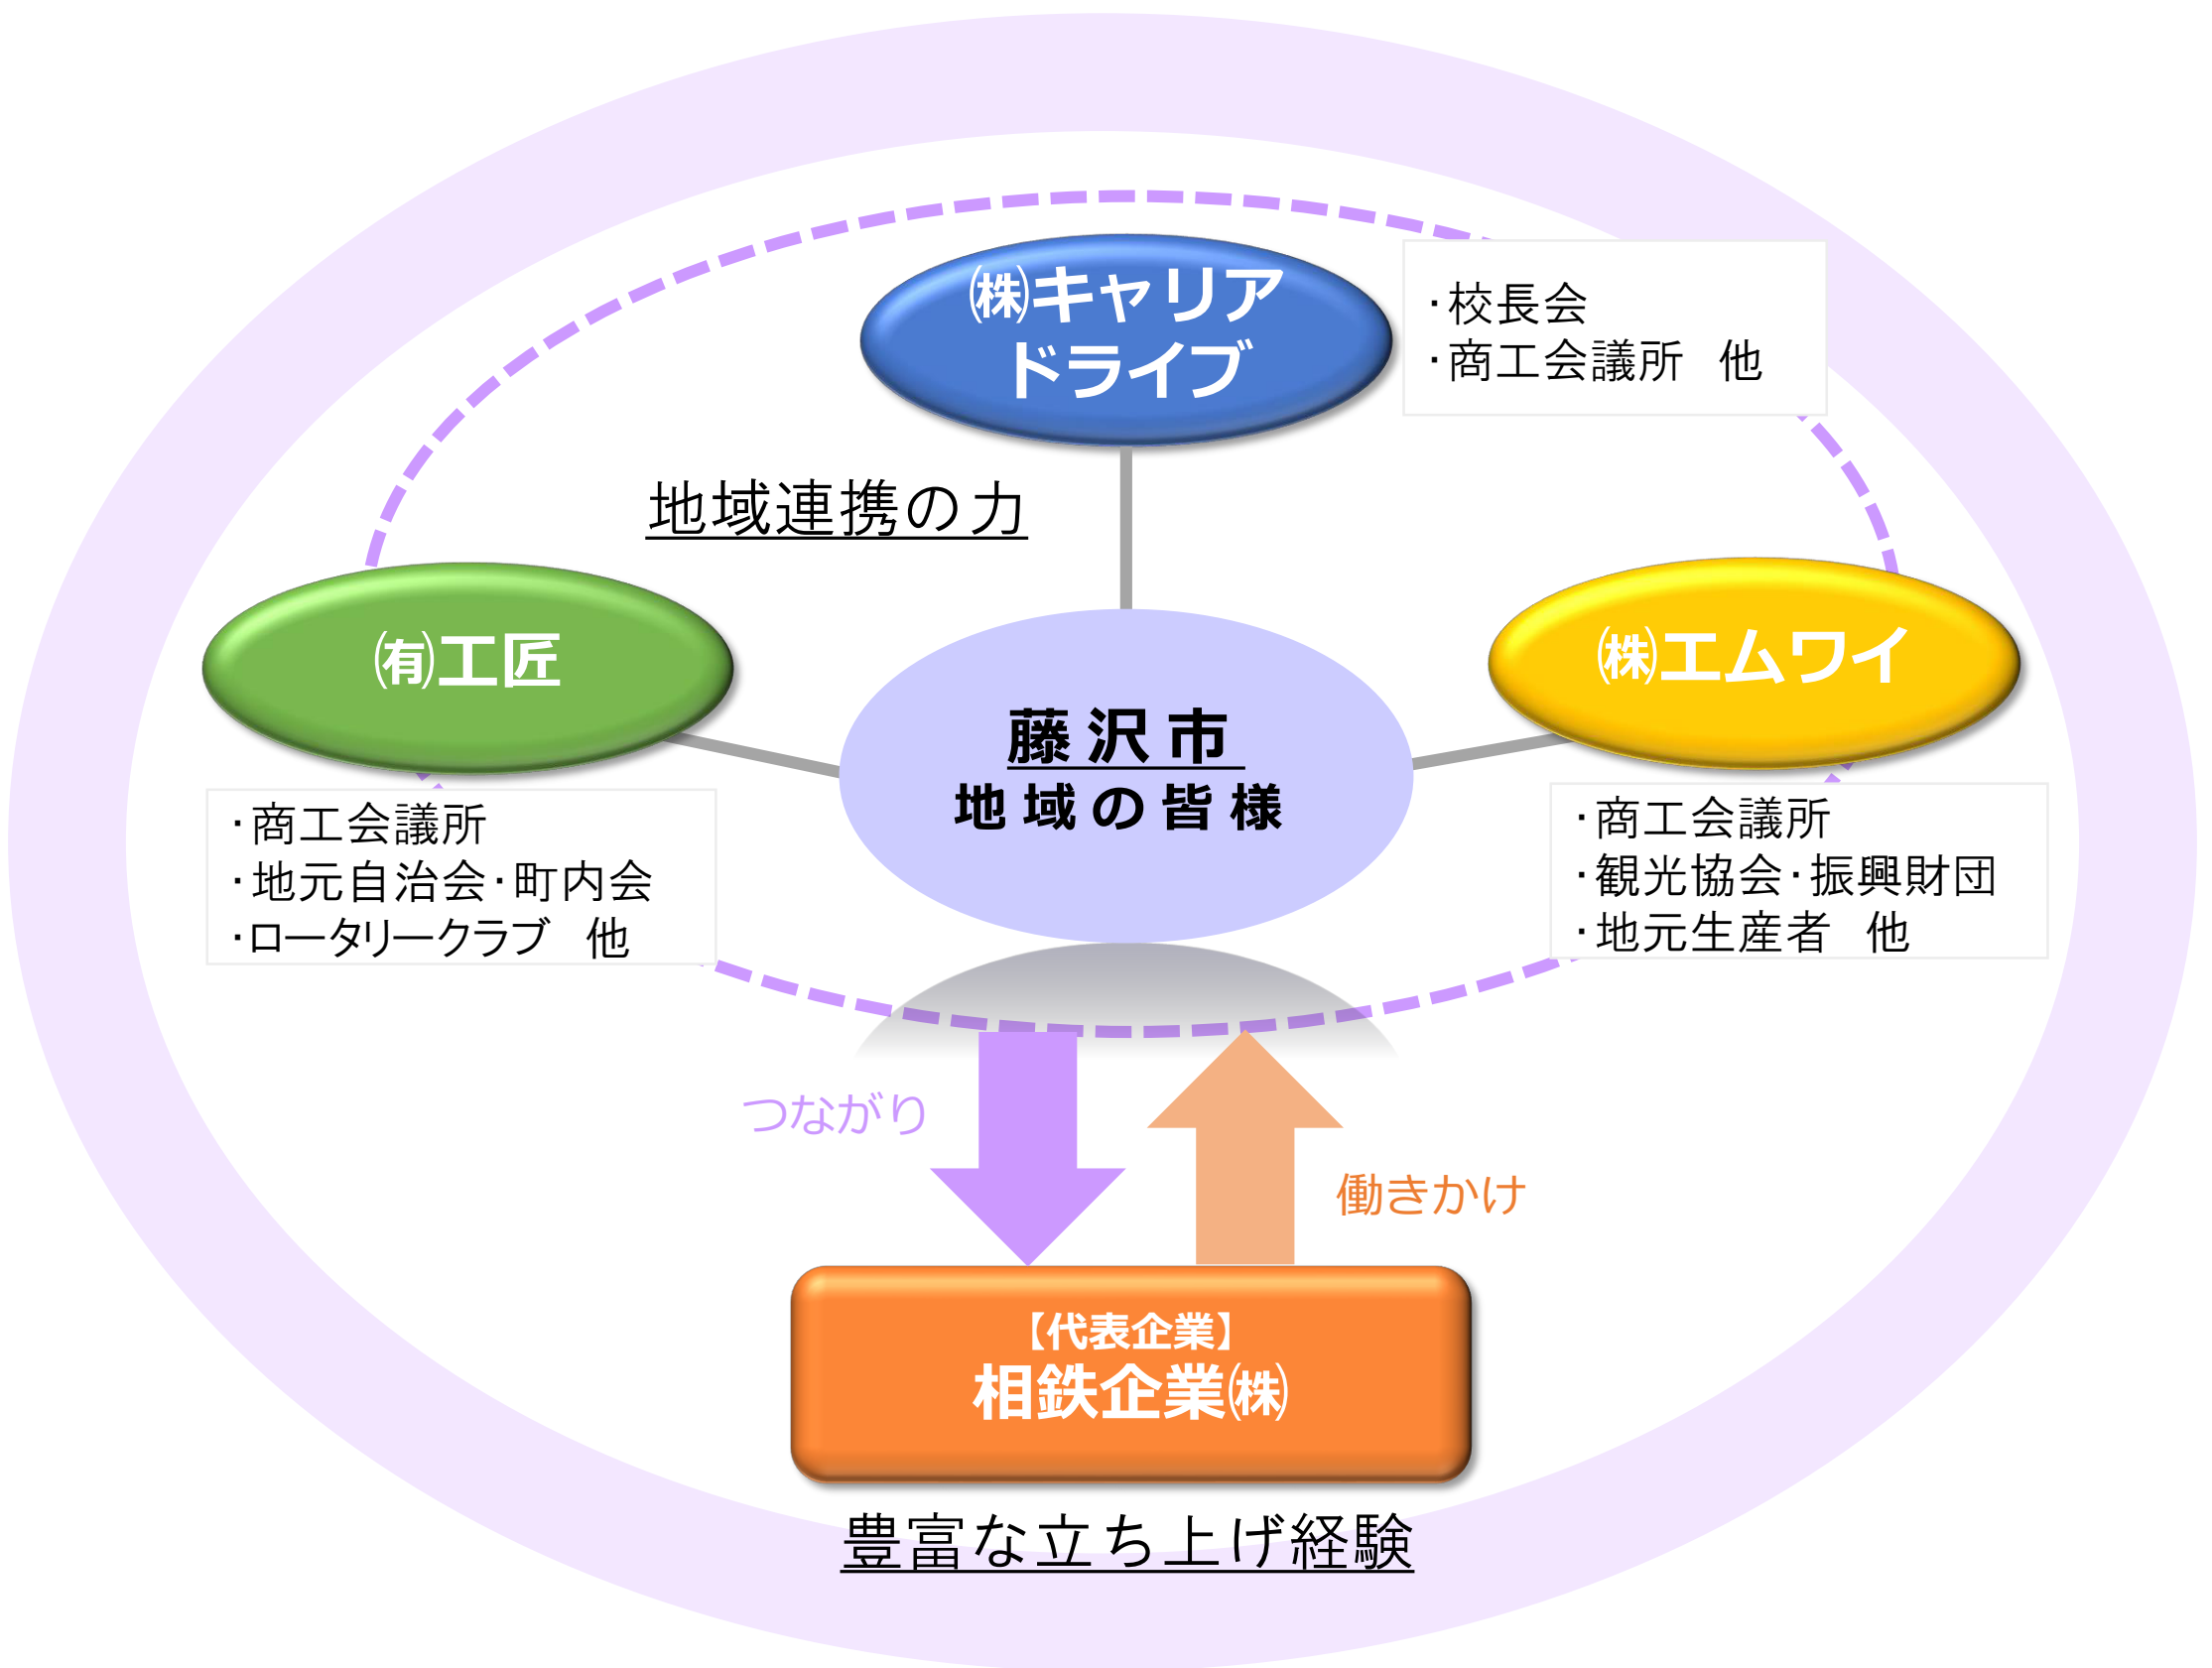 ㈱キャリア
ドライブ
・校長会
・商工会議所　他
地域連携の力
㈲工匠
㈱エムワイ
藤沢市
地域の皆様
・商工会議所
・地元自治会・町内会
・ロータリークラブ　他
・商工会議所
・観光協会・振興財団
・地元生産者　他
つながり
働きかけ
【代表企業】
相鉄企業㈱
豊富な立ち上げ経験